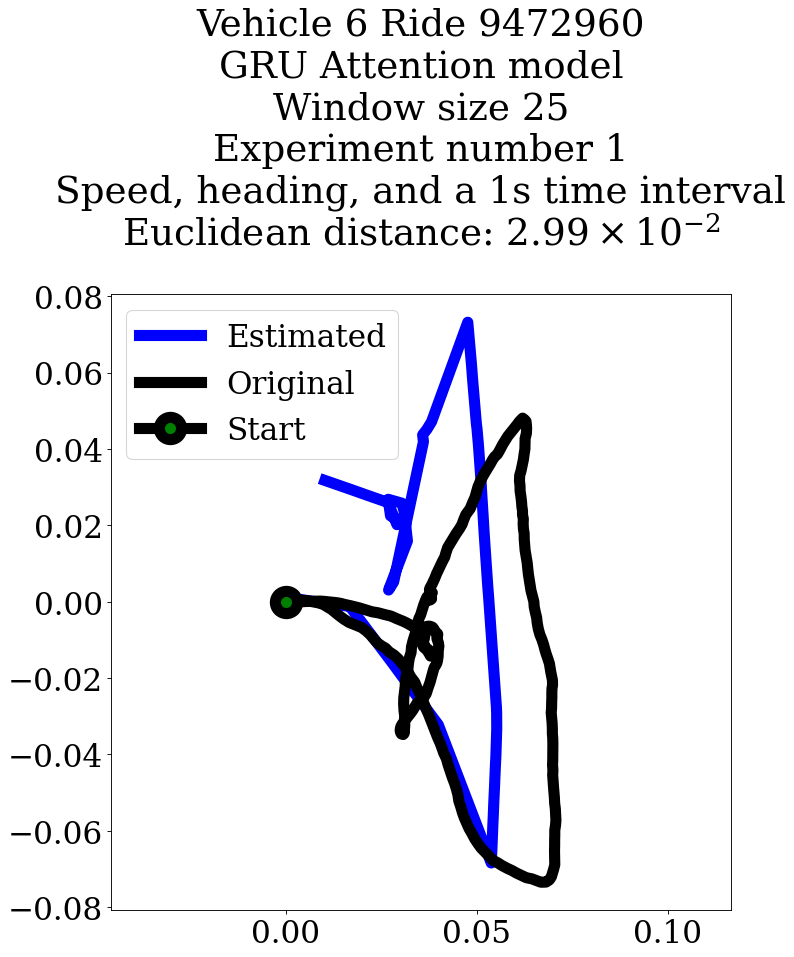 Vehicle 6 Ride 9472960
GRU Attention model
Window size 25
Experiment number 1
Speed, heading, and a 1s time interval
Euclidean distance: 2.99 × 10⁻²
0.08
0.06
0.04
0.02
0.00
−0.02
−0.04
−0.06
−0.08
Estimated
Original
Start
0.00 0.05 0.10